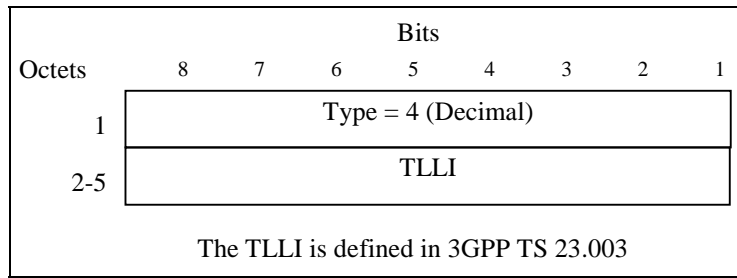 Bits
Octets 8 7 6 5 4 3 2 1
1 Type = 4 (Decimal)
2-5 TLLI
The TLLI is defined in 3GPP TS 23.003